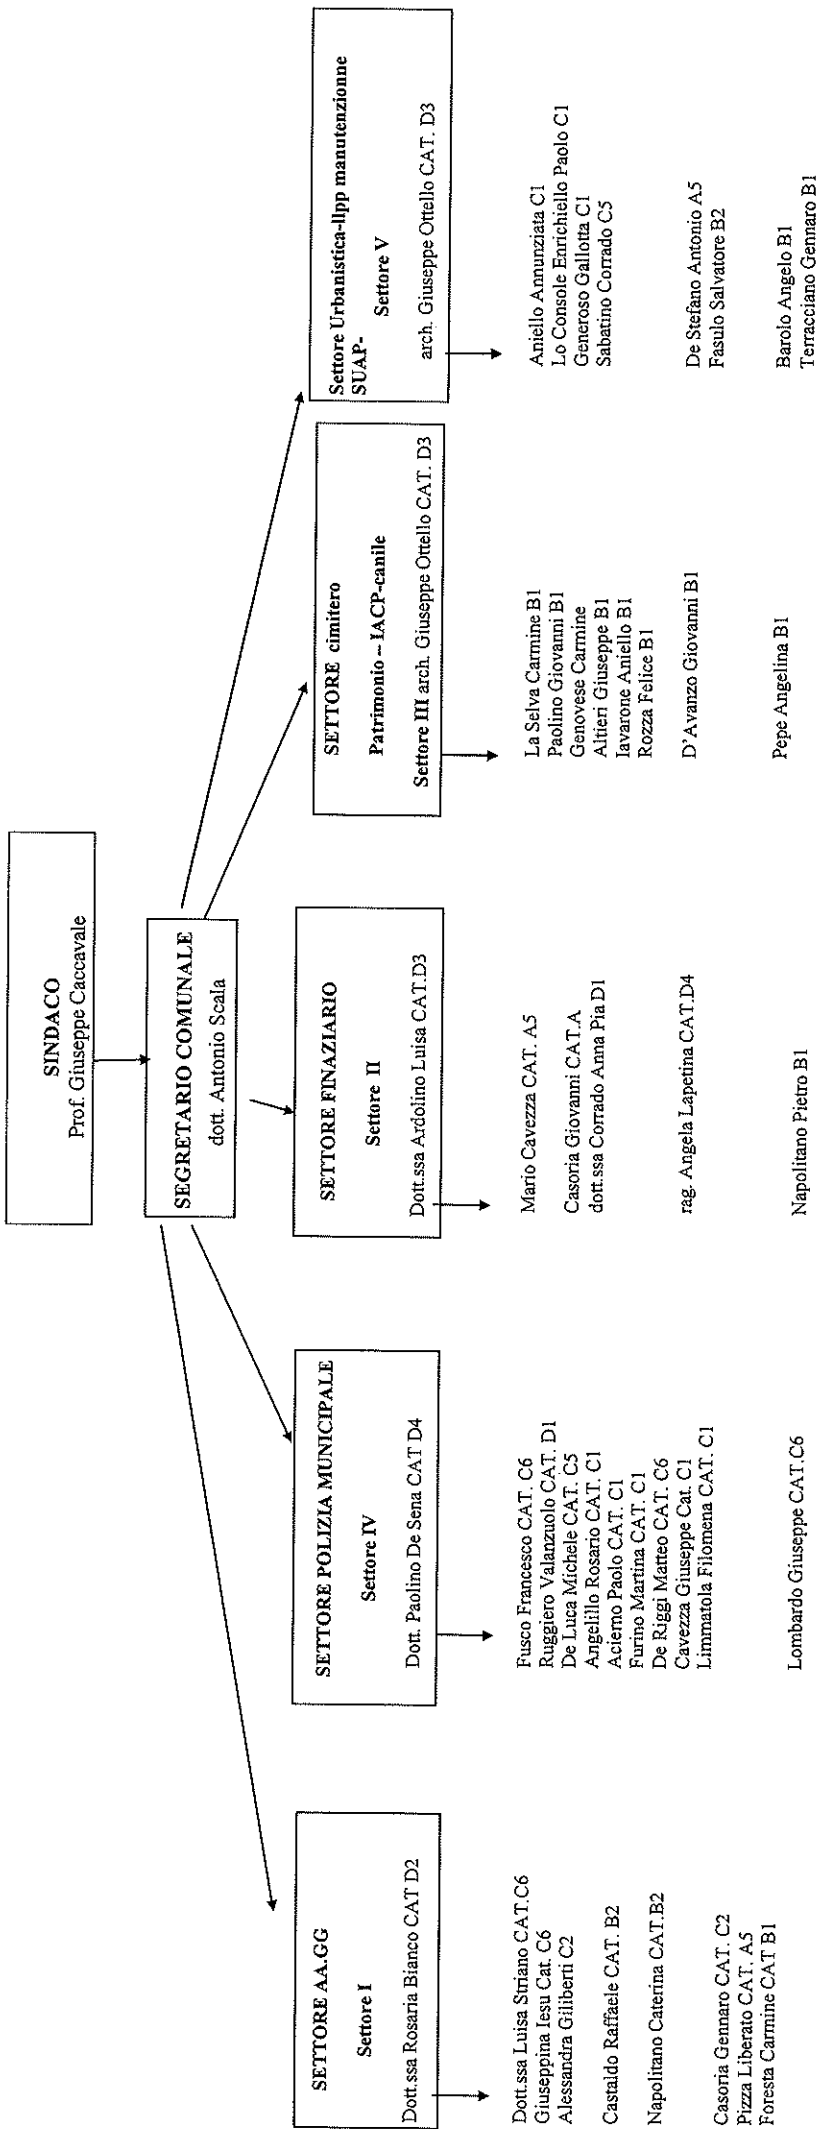 SINDACO
Prof. Giuseppe Caccavale
SEGRETARIO COMUNALE
dott. Antonio Scala
SETTORE AA.GG
Settore I
Dott.ssa Rosaria Bianco CAT D2
Dott.ssa Luisa Striano CAT.C6
Giuseppina Iesu Cat. C6
Alessandra Giliberti C2
Castaldo Raffaele CAT. B2
Napolitano Caterina CAT.B2
Casoria Gennaro CAT. C2
Pizza Liberato CAT. A5
Foresta Carmine CAT B1
SETTORE POLIZIA MUNICIPALE
Settore IV
Dott. Paolino De Sena CAT D4
Fusco Francesco CAT. C6
Ruggiero Valanzuolo CAT. D1
De Luca Michele CAT. C5
Angelillo Rosario CAT. C1
Acierno Paolo CAT. C1
Furino Martina CAT. C1
De Riggi Matteo CAT. C6
Cavezza Giuseppe Cat. C1
Limmatola Filomena CAT. C1
Lombardo Giuseppe CAT.C6
SETTORE FINAZIARIO
Settore II
Dott.ssa Ardolino Luisa CAT.D3
Mario Cavezza CAT. A5
Casoria Giovanni CAT.A
dott.ssa Corrado Anna Pia D1
rag. Angela Lapetina CAT.D4
Napolitano Pietro B1
SETTORE cimitero
Patrimonio – IACP-canile
Settore III arch. Giuseppe Ottello CAT. D3
La Selva Carmine B1
Paolino Giovanni B1
Genovese Carmine
Altieri Giuseppe B1
Iavarone Aniello B1
Rozza Felice B1
D'Avanzo Giovanni B1
Pepe Angelina B1
Settore Urbanistica-llpp manutenzionne
SUAP-
Settore V
arch. Giuseppe Ottello CAT. D3
Aniello Annunziata C1
Lo Console Enrichiello Paolo C1
Generoso Gallotta C1
Sabatino Corrado C5
De Stefano Antonio A5
Fasulo Salvatore B2
Barolo Angelo B1
Terracciano Gennaro B1